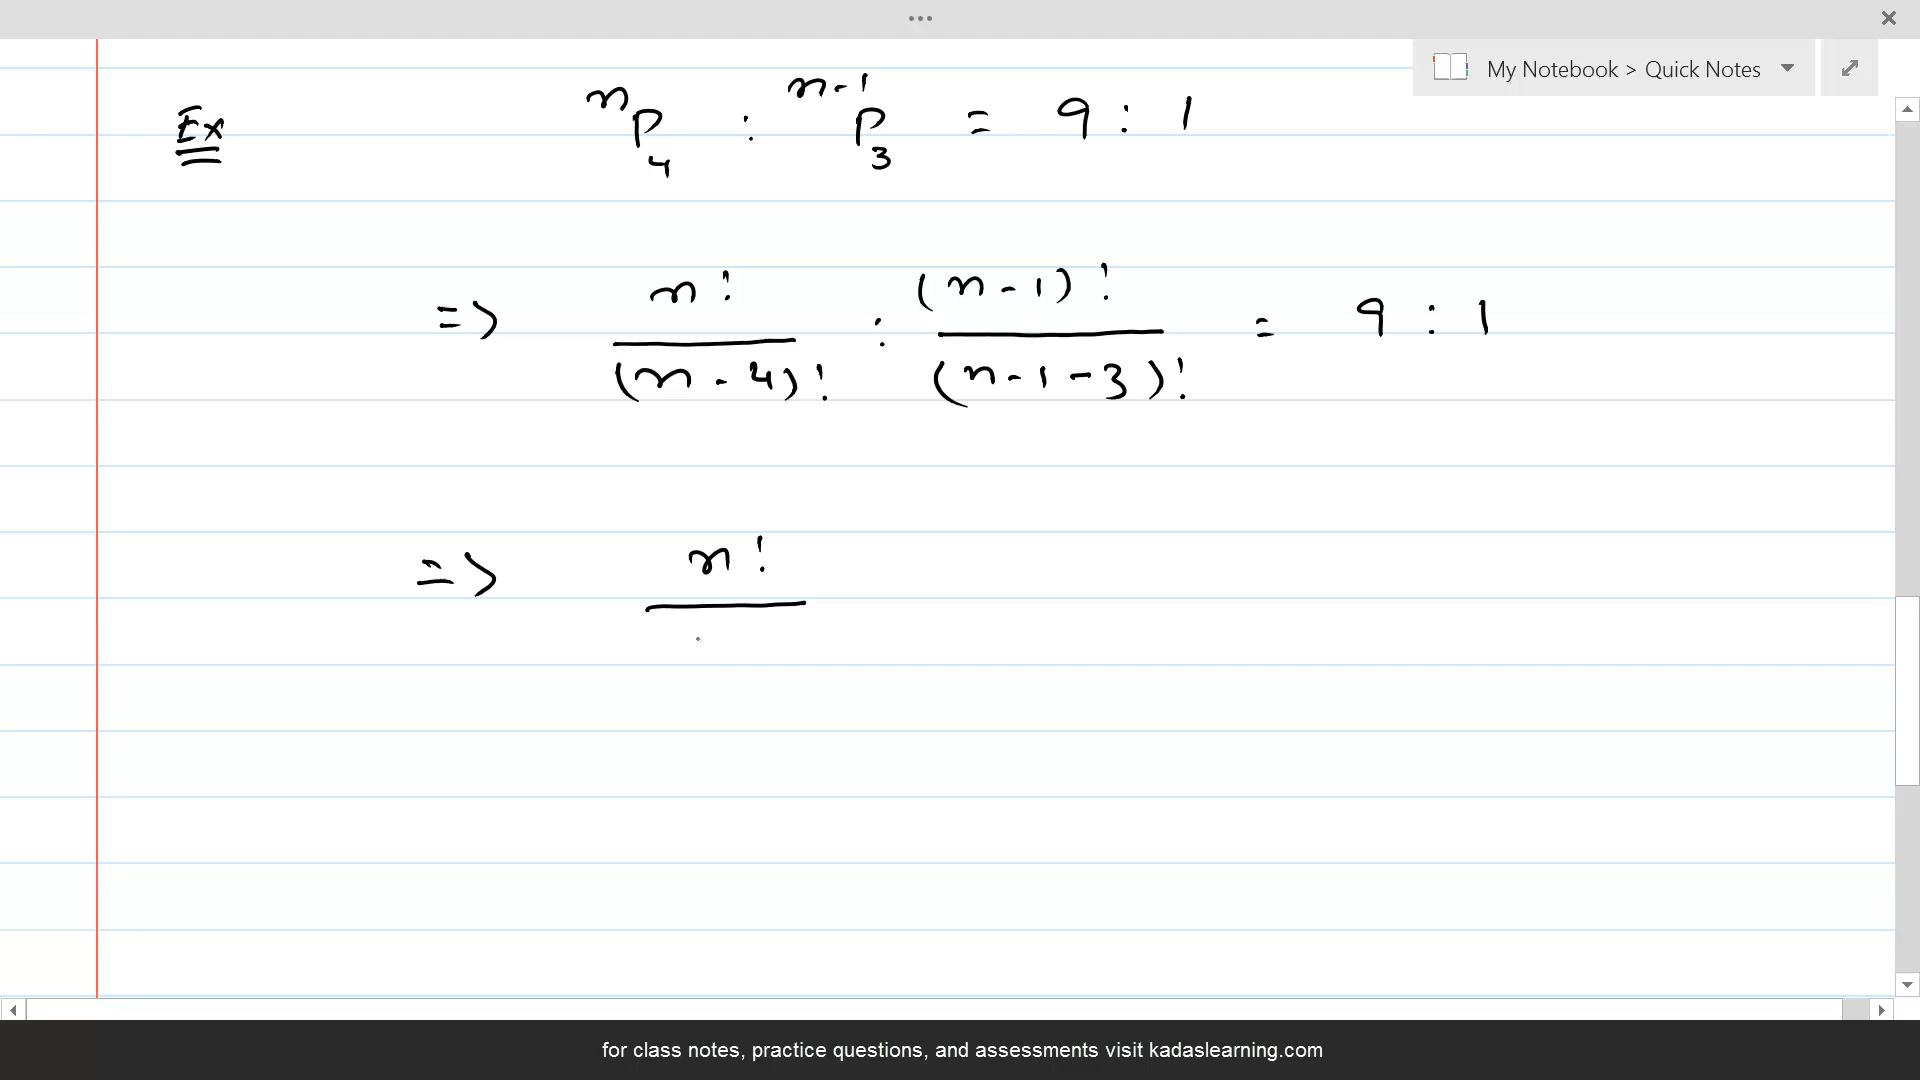 ... ×
My Notebook > Quick Notes
Ex ⁿP₄ : ⁿ⁻¹P₃ = 9 : 1
=> n! / (n-4)! : (n-1)! / (n-1-3)! = 9 : 1
=> n! /
for class notes, practice questions, and assessments visit kadaslearning.com